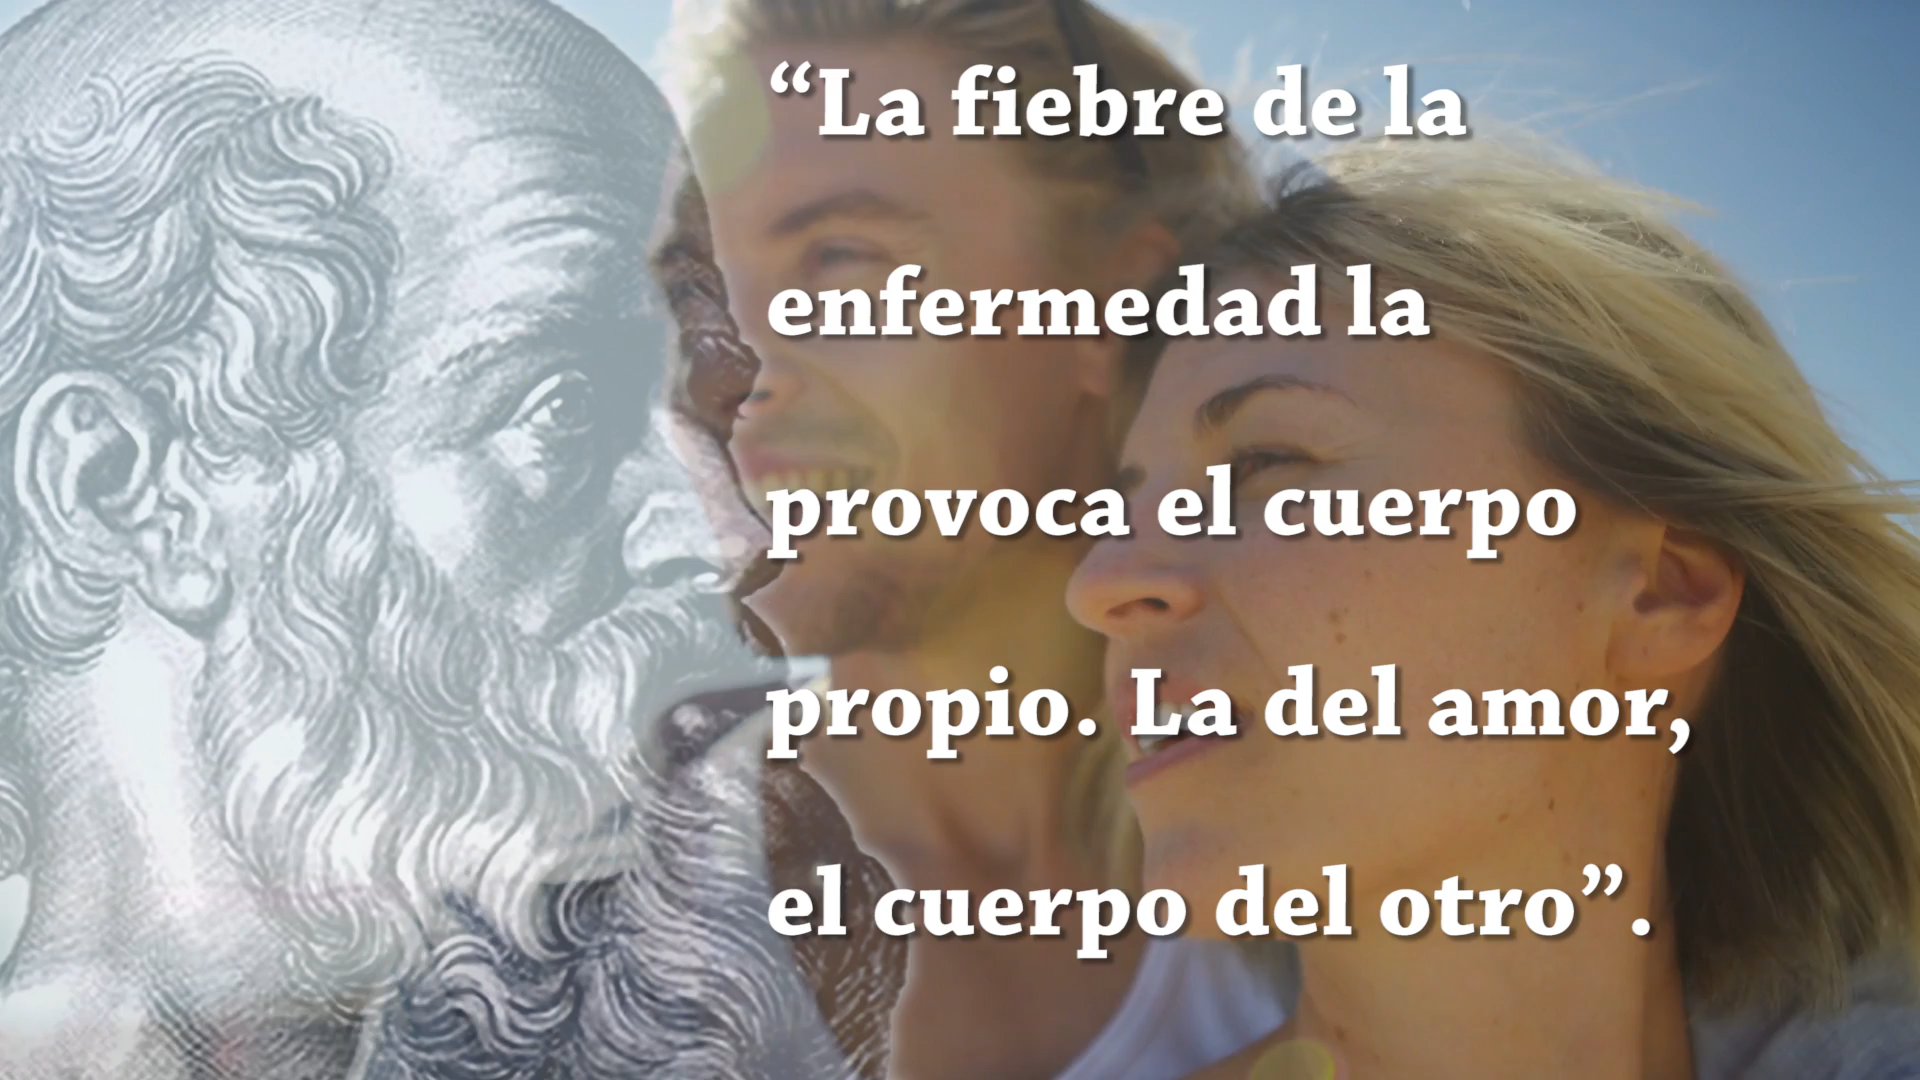 “La fiebre de la
enfermedad la
provoca el cuerpo
propio. La del amor,
el cuerpo del otro”.